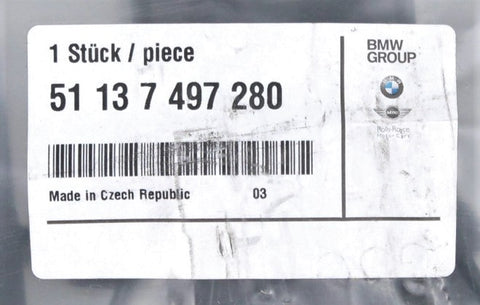 1 Stück / piece
51 13 7 497 280
Made in Czech Republic 03
BMW
GROUP
MINI
Rolls-Royce
Motor Cars